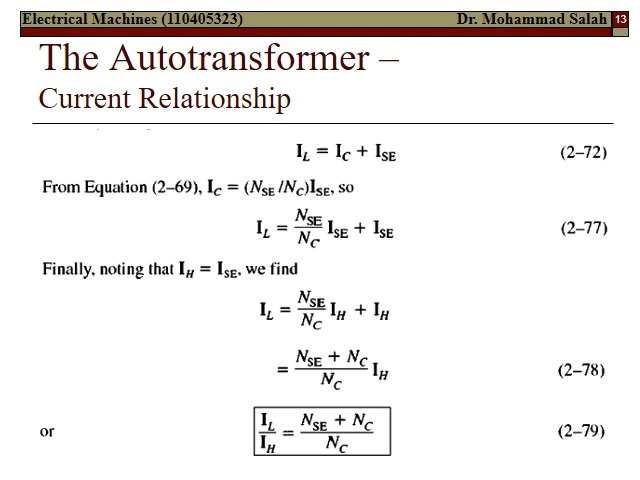 Electrical Machines (110405323) Dr. Mohammad Salah 13
The Autotransformer –
Current Relationship
I_L = I_C + I_SE (2–72)
From Equation (2–69), I_C = (N_SE/N_C)I_SE, so
I_L = N_SE/N_C I_SE + I_SE (2–77)
Finally, noting that I_H = I_SE, we find
I_L = N_SE/N_C I_H + I_H
= (N_SE + N_C)/N_C I_H (2–78)
or I_L/I_H = (N_SE + N_C)/N_C (2–79)